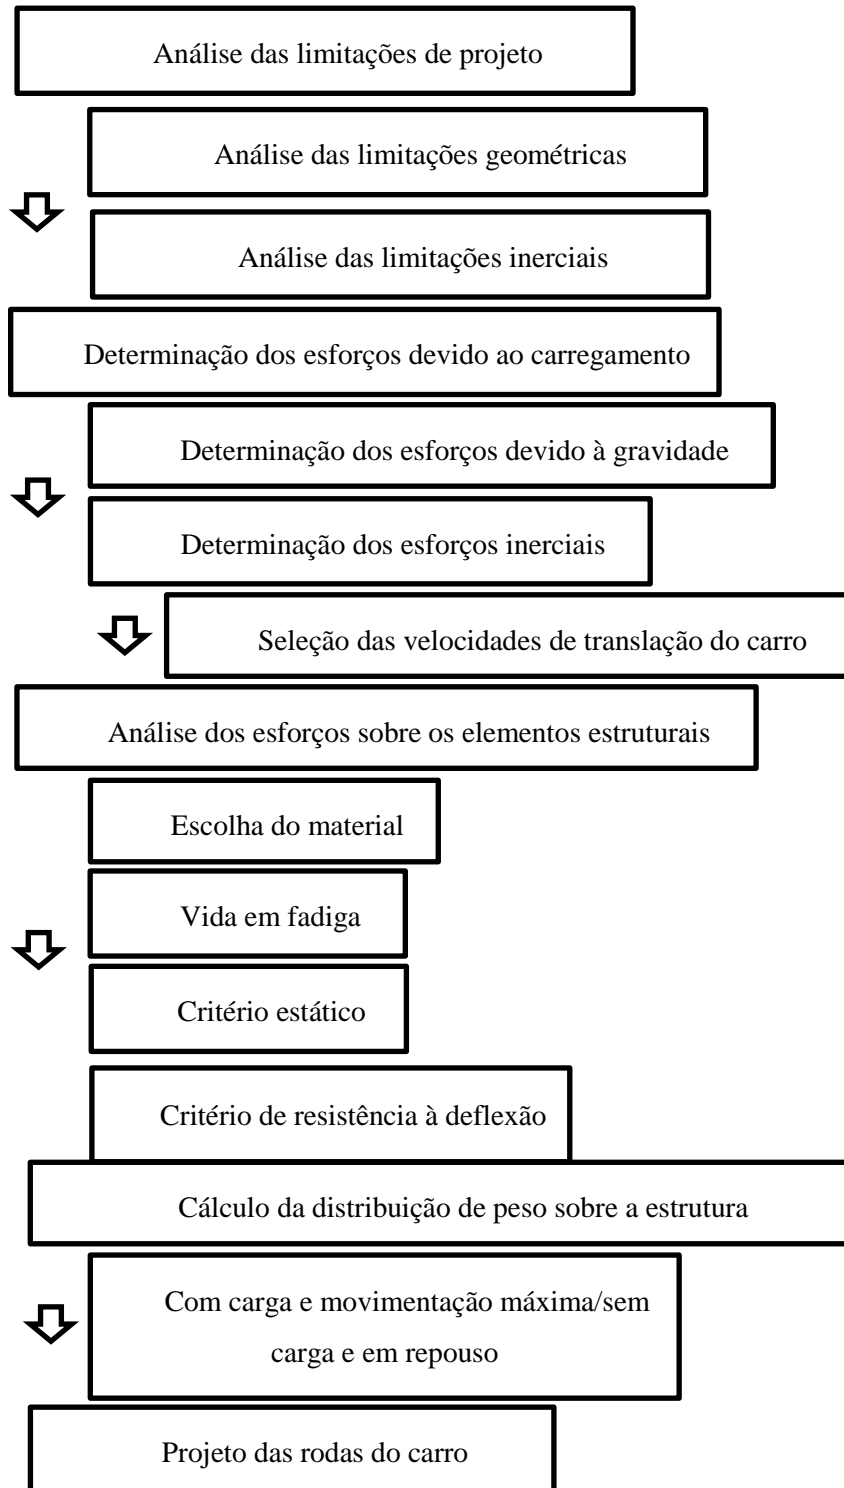 Análise das limitações de projeto
Análise das limitações geométricas
Análise das limitações inerciais
Determinação dos esforços devido ao carregamento
Determinação dos esforços devido à gravidade
Determinação dos esforços inerciais
Seleção das velocidades de translação do carro
Análise dos esforços sobre os elementos estruturais
Escolha do material
Vida em fadiga
Critério estático
Critério de resistência à deflexão
Cálculo da distribuição de peso sobre a estrutura
Com carga e movimentação máxima/sem
carga e em repouso
Projeto das rodas do carro